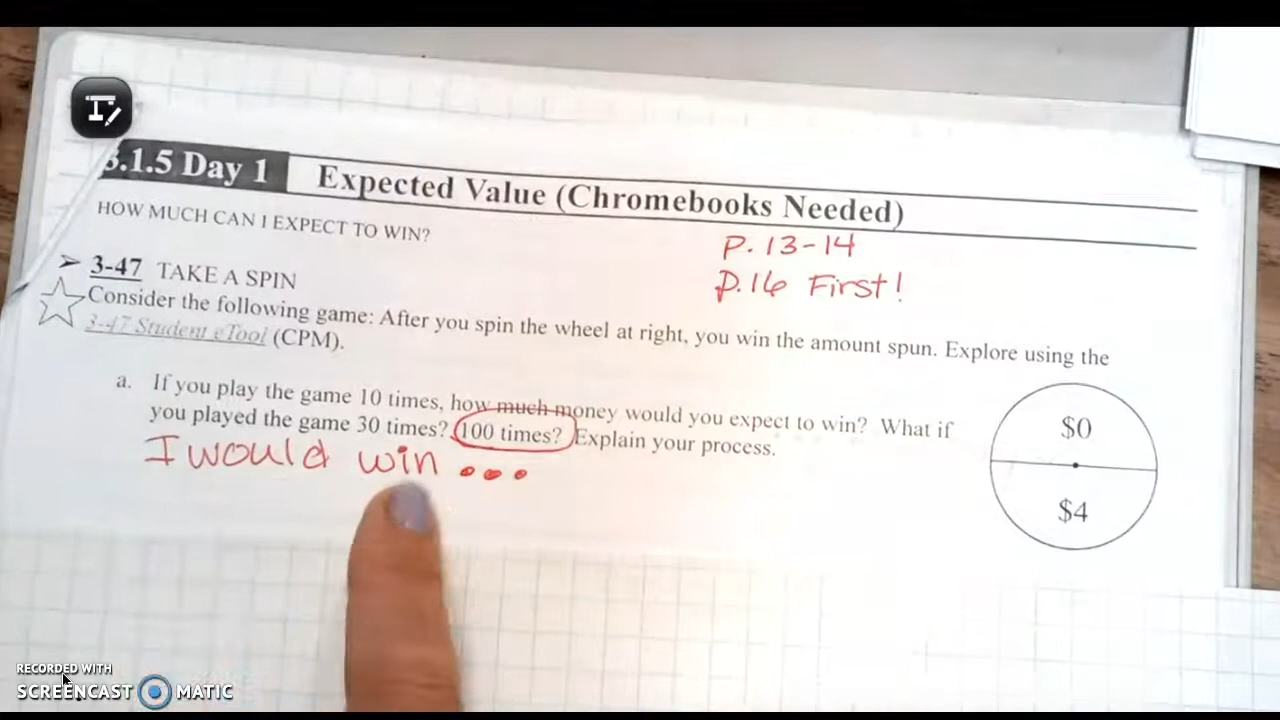 3.1.5 Day 1 Expected Value (Chromebooks Needed)
HOW MUCH CAN I EXPECT TO WIN?
P. 13-14
P.16 First!
3-47 TAKE A SPIN
Consider the following game: After you spin the wheel at right, you win the amount spun. Explore using the
3-47 Student eTool (CPM).
a. If you play the game 10 times, how much money would you expect to win? What if
you played the game 30 times? 100 times? Explain your process.
I would win ...
$0
$4
RECORDED WITH
SCREENCAST MATIC